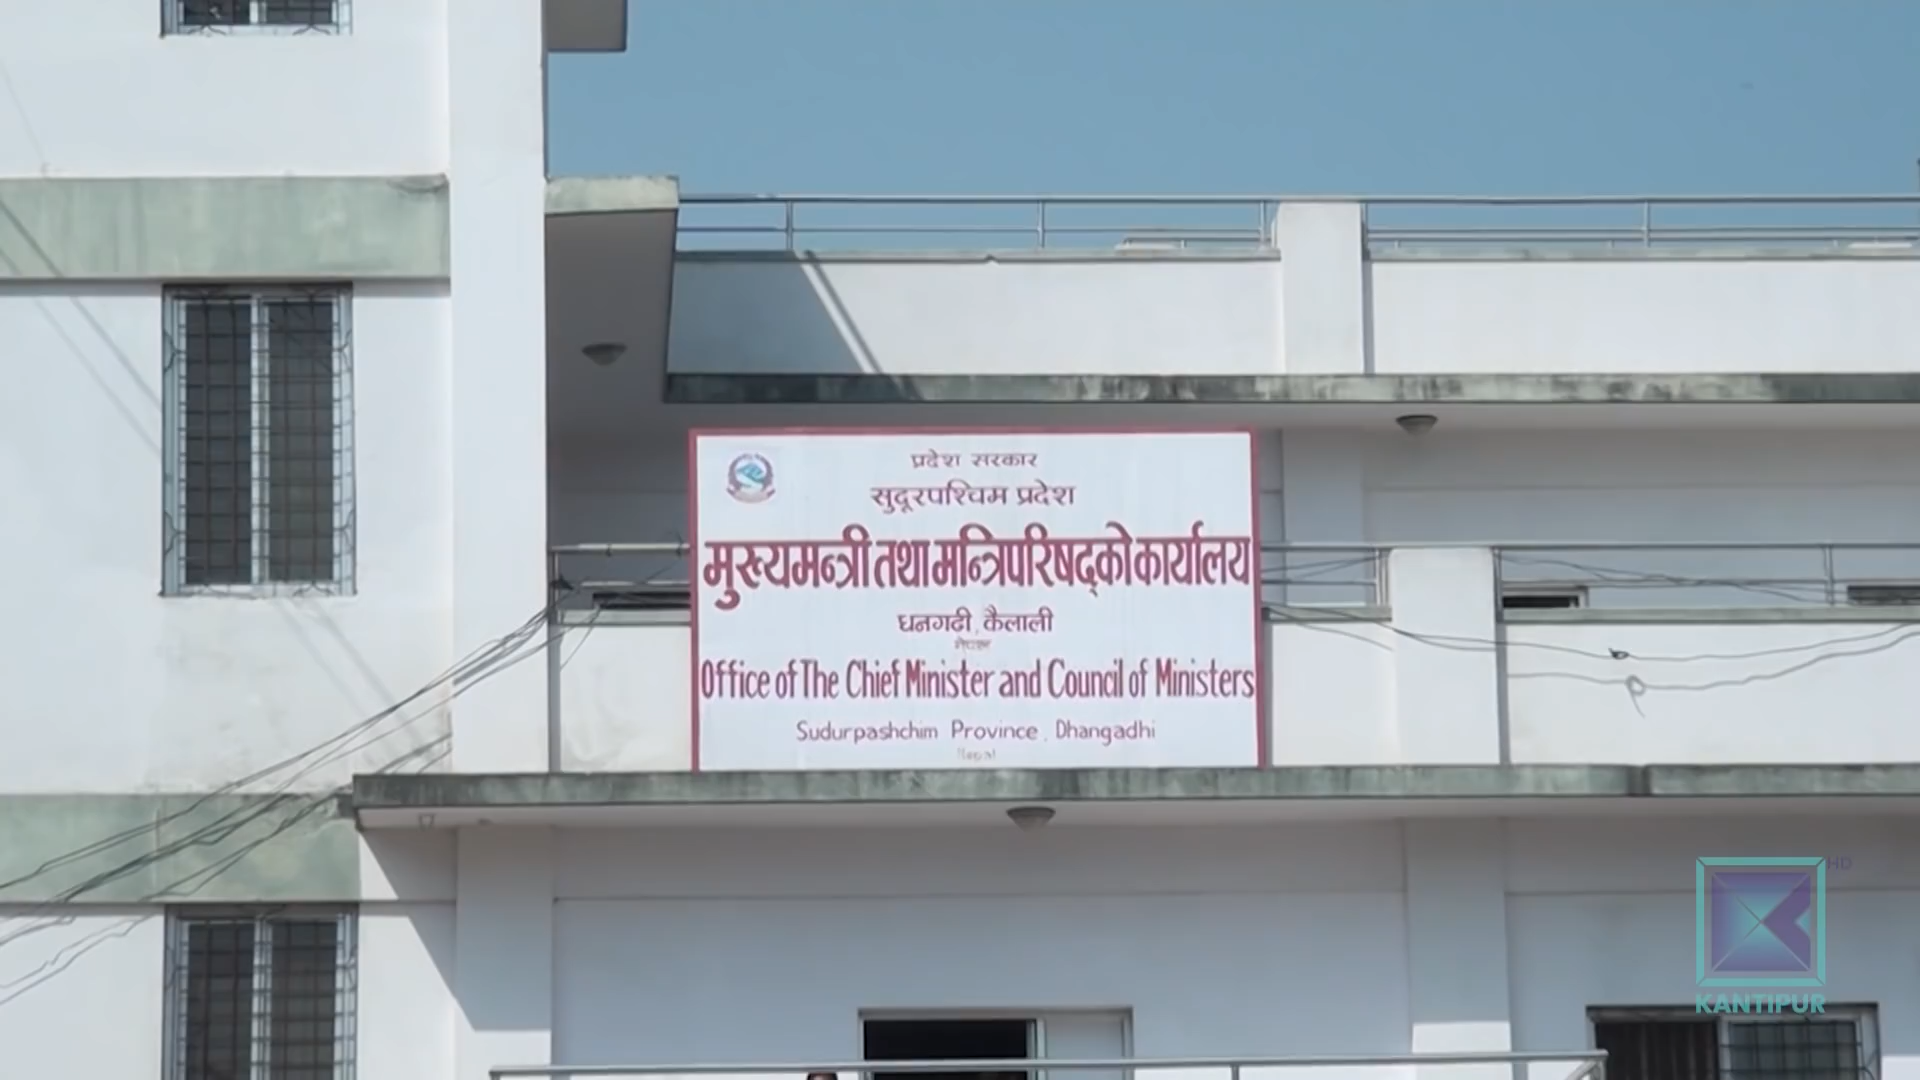 प्रदेश सरकार
सुदूरपश्चिम प्रदेश
मुख्यमन्त्री तथा मन्त्रिपरिषद्को कार्यालय
धनगढी, कैलाली
नेपाल
Office of The Chief Minister and Council of Ministers
Sudurpashchim Province, Dhangadhi
Nepal
HD
KANTIPUR